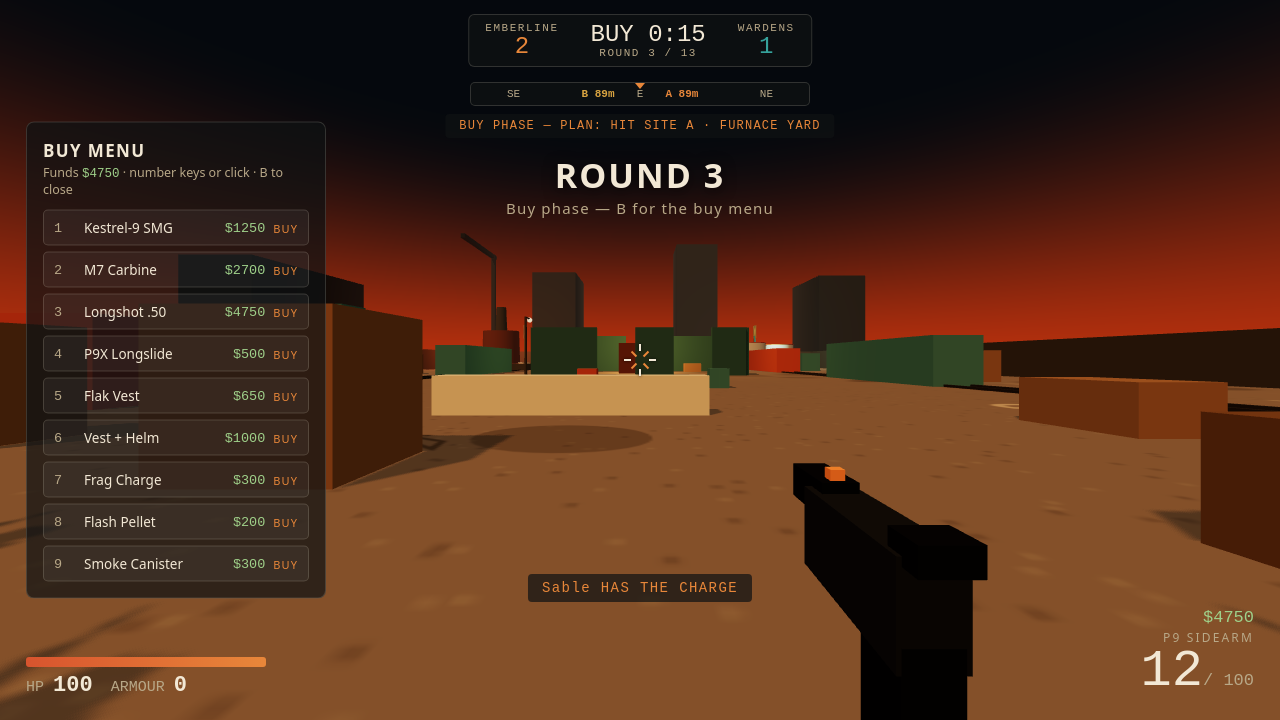 EMBERLINE
2
BUY 0:15
ROUND 3 / 13
WARDENS
1
SE B 89m E A 89m NE
BUY PHASE — PLAN: HIT SITE A · FURNACE YARD
ROUND 3
Buy phase — B for the buy menu
BUY MENU
Funds $4750 · number keys or click · B to
close
1 Kestrel-9 SMG $1250 BUY
2 M7 Carbine $2700 BUY
3 Longshot .50 $4750 BUY
4 P9X Longslide $500 BUY
5 Flak Vest $650 BUY
6 Vest + Helm $1000 BUY
7 Frag Charge $300 BUY
8 Flash Pellet $200 BUY
9 Smoke Canister $300 BUY
Sable HAS THE CHARGE
HP 100 ARMOUR 0
$4750
P9 SIDEARM
12 / 100